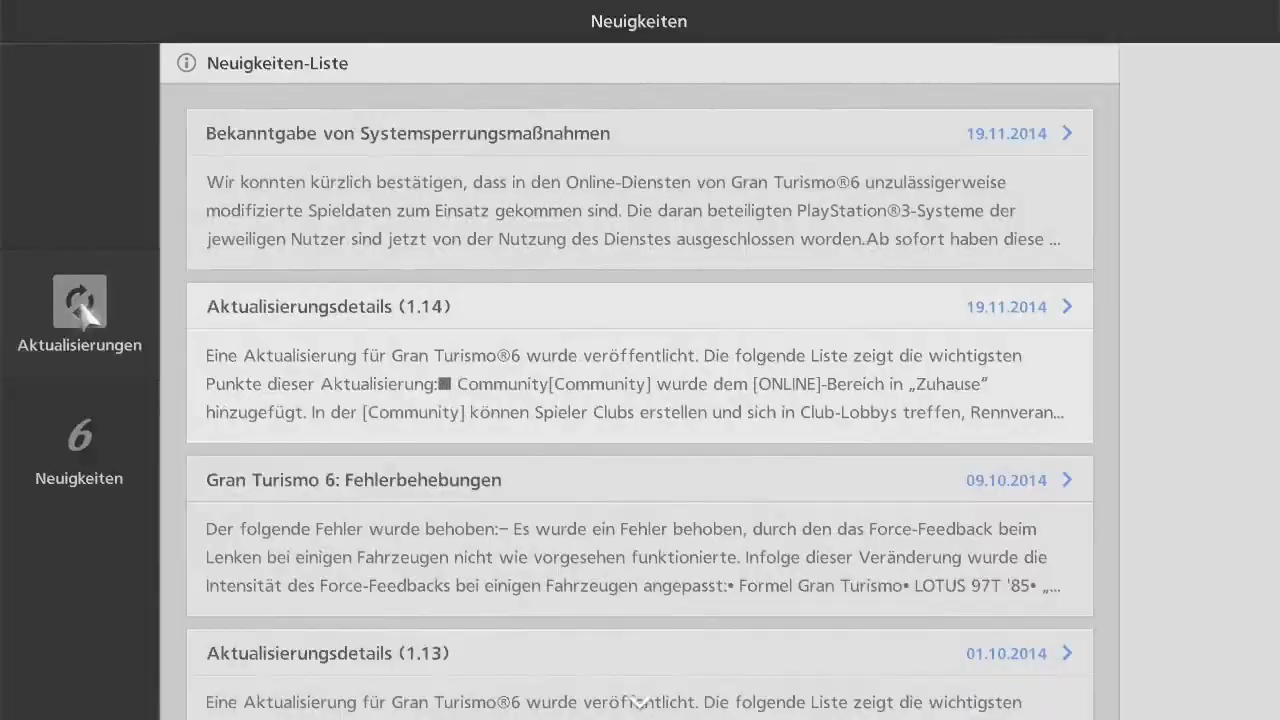 Neuigkeiten
Neuigkeiten-Liste
Bekanntgabe von Systemsperrungsmaßnahmen 19.11.2014
Wir konnten kürzlich bestätigen, dass in den Online-Diensten von Gran Turismo®6 unzulässigerweise
modifizierte Spieldaten zum Einsatz gekommen sind. Die daran beteiligten PlayStation®3-Systeme der
jeweiligen Nutzer sind jetzt von der Nutzung des Dienstes ausgeschlossen worden.Ab sofort haben diese ...
Aktualisierungen
Aktualisierungsdetails (1.14) 19.11.2014
Eine Aktualisierung für Gran Turismo®6 wurde veröffentlicht. Die folgende Liste zeigt die wichtigsten
Punkte dieser Aktualisierung:■ Community[Community] wurde dem [ONLINE]-Bereich in „Zuhause“
hinzugefügt. In der [Community] können Spieler Clubs erstellen und sich in Club-Lobbys treffen, Rennveran...
6
Neuigkeiten
Gran Turismo 6: Fehlerbehebungen 09.10.2014
Der folgende Fehler wurde behoben:– Es wurde ein Fehler behoben, durch den das Force-Feedback beim
Lenken bei einigen Fahrzeugen nicht wie vorgesehen funktionierte. Infolge dieser Veränderung wurde die
Intensität des Force-Feedbacks bei einigen Fahrzeugen angepasst:• Formel Gran Turismo• LOTUS 97T '85• „...
Aktualisierungsdetails (1.13) 01.10.2014
Eine Aktualisierung für Gran Turismo®6 wurde veröffentlicht. Die folgende Liste zeigt die wichtigsten